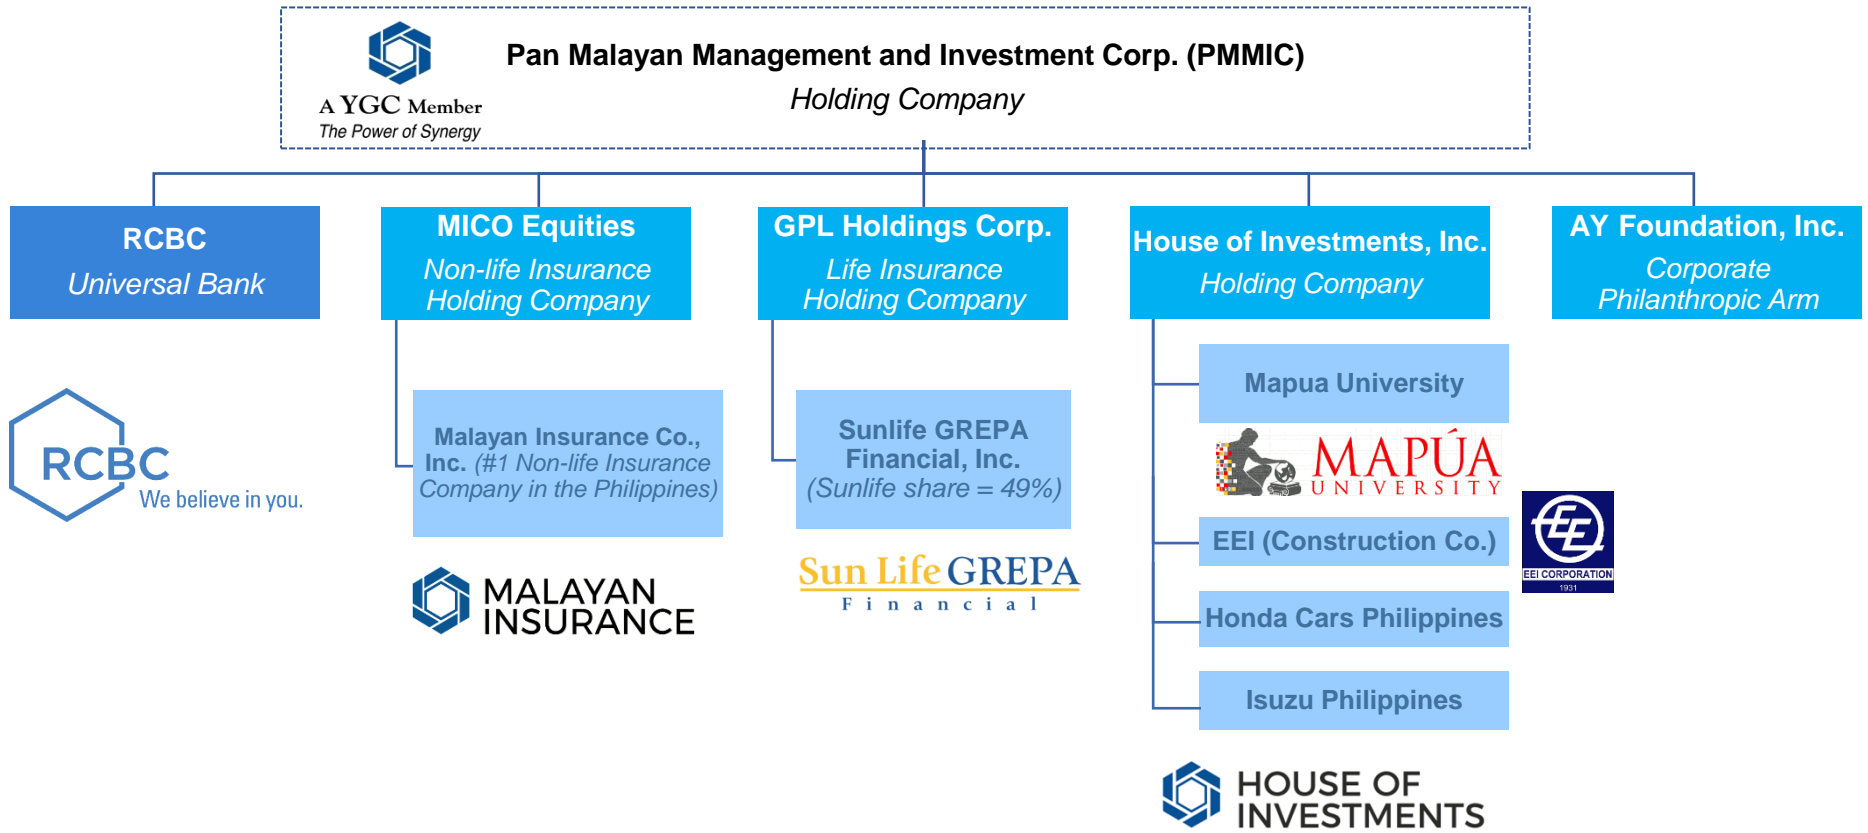 Pan Malayan Management and Investment Corp. (PMMIC)
Holding Company
A YGC Member
The Power of Synergy
RCBC
Universal Bank
MICO Equities
Non-life Insurance
Holding Company
GPL Holdings Corp.
Life Insurance
Holding Company
House of Investments, Inc.
Holding Company
AY Foundation, Inc.
Corporate
Philanthropic Arm
RCBC
We believe in you.
Malayan Insurance Co.,
Inc. (#1 Non-life Insurance
Company in the Philippines)
MALAYAN
INSURANCE
Sunlife GREPA
Financial, Inc.
(Sunlife share = 49%)
Sun Life GREPA
Financial
Mapua University
MAPÚA
UNIVERSITY
EEI (Construction Co.)
EE
EEI CORPORATION
1931
Honda Cars Philippines
Isuzu Philippines
HOUSE OF
INVESTMENTS